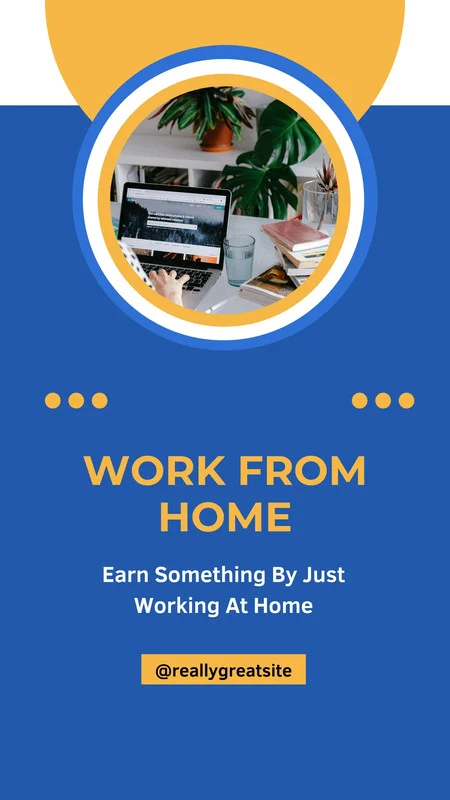 WORK FROM
HOME
Earn Something By Just
Working At Home
@reallygreatsite